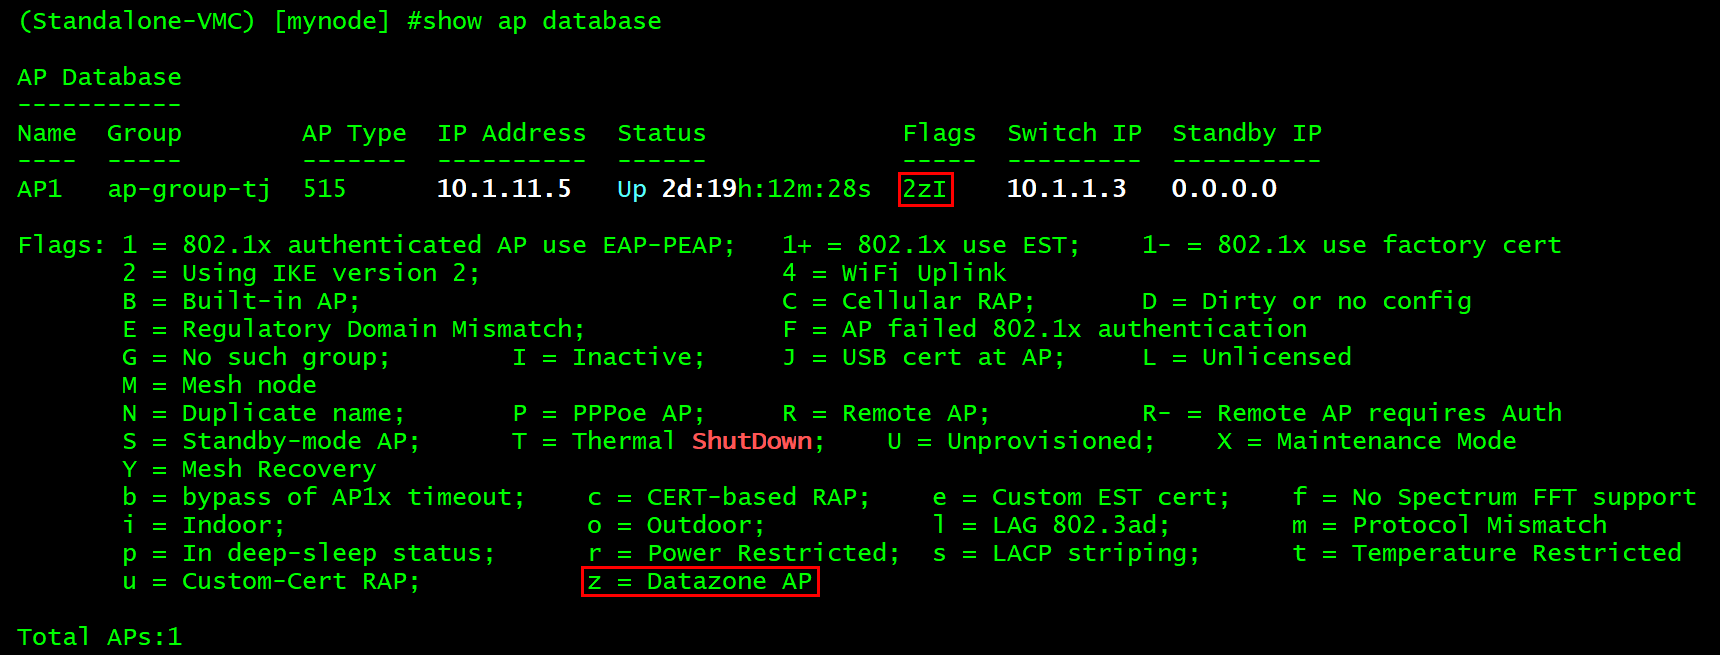 (Standalone-VMC) [mynode] #show ap database
AP Database
-----------
Name  Group        AP Type  IP Address  Status             Flags  Switch IP  Standby IP
----  -----        -------  ----------  ------             -----  ---------  ----------
AP1   ap-group-tj  515      10.1.11.5   Up 2d:19h:12m:28s  2zI    10.1.1.3   0.0.0.0
Flags: 1 = 802.1x authenticated AP use EAP-PEAP;   1+ = 802.1x use EST;    1- = 802.1x use factory cert
       2 = Using IKE version 2;                    4 = WiFi Uplink
       B = Built-in AP;                            C = Cellular RAP;       D = Dirty or no config
       E = Regulatory Domain Mismatch;             F = AP failed 802.1x authentication
       G = No such group;        I = Inactive;     J = USB cert at AP;     L = Unlicensed
       M = Mesh node
       N = Duplicate name;       P = PPPoe AP;     R = Remote AP;          R- = Remote AP requires Auth
       S = Standby-mode AP;      T = Thermal ShutDown;    U = Unprovisioned;    X = Maintenance Mode
       Y = Mesh Recovery
       b = bypass of AP1x timeout;    c = CERT-based RAP;    e = Custom EST cert;    f = No Spectrum FFT support
       i = Indoor;                    o = Outdoor;           l = LAG 802.3ad;        m = Protocol Mismatch
       p = In deep-sleep status;      r = Power Restricted;  s = LACP striping;      t = Temperature Restricted
       u = Custom-Cert RAP;           z = Datazone AP
Total APs:1